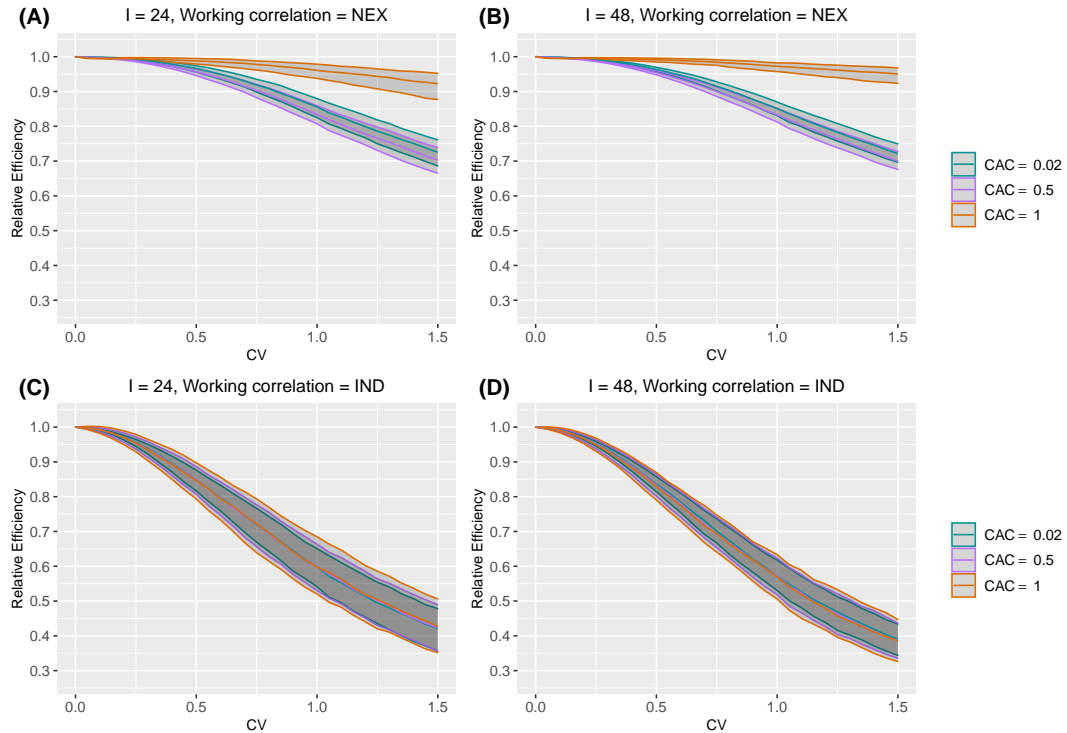 (A) I = 24, Working correlation = NEX
Relative Efficiency
1.0
0.9
0.8
0.7
0.6
0.5
0.4
0.3
0.0 0.5 1.0 1.5
CV
(B) I = 48, Working correlation = NEX
Relative Efficiency
1.0
0.9
0.8
0.7
0.6
0.5
0.4
0.3
0.0 0.5 1.0 1.5
CV
CAC = 0.02
CAC = 0.5
CAC = 1
(C) I = 24, Working correlation = IND
Relative Efficiency
1.0
0.9
0.8
0.7
0.6
0.5
0.4
0.3
0.0 0.5 1.0 1.5
CV
(D) I = 48, Working correlation = IND
Relative Efficiency
1.0
0.9
0.8
0.7
0.6
0.5
0.4
0.3
0.0 0.5 1.0 1.5
CV
CAC = 0.02
CAC = 0.5
CAC = 1